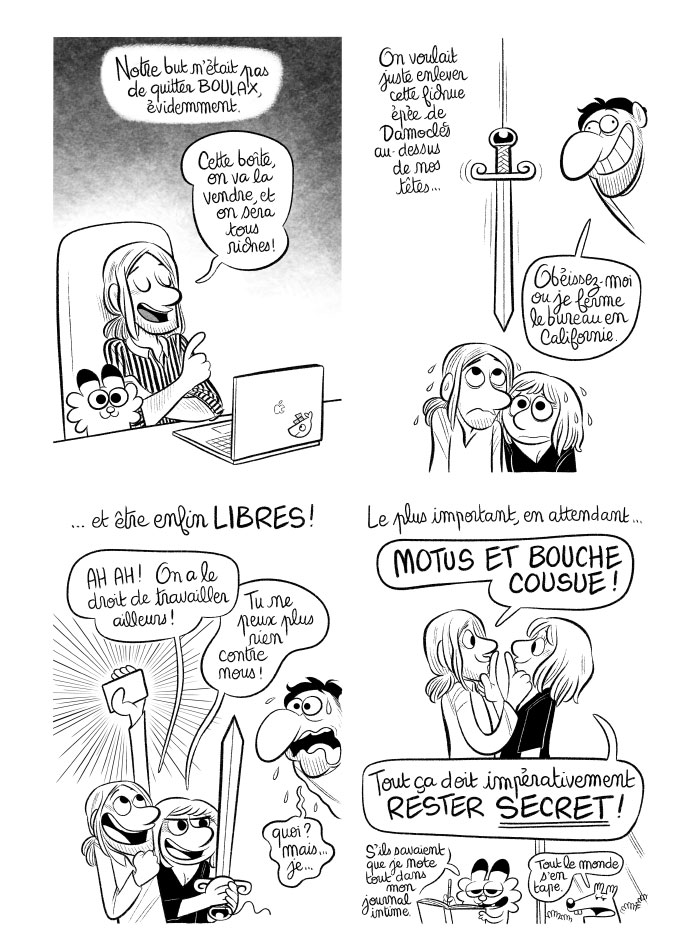 Notre but n'était pas
de quitter BOULAX,
évidemment.
Cette boîte,
on va la
vendre, et
on sera
tous
riches!
On voulait
juste enlever
cette fichue
épée de
Damoclès
au-dessus
de nos
têtes...
Obéissez-moi
ou je ferme
le bureau en
Californie.
... et être enfin LIBRES!
AH AH! On a le
droit de travailler
ailleurs!
Tu ne
peux plus
rien
contre
nous!
quoi?
mais...
je...
Le plus important, en attendant...
MOTUS ET BOUCHE
COUSUE!
Tout ça doit impérativement
RESTER SECRET!
S'ils savaient
que je note
tout dans
mon
journal
intime.
Tout le monde
s'en
tape.